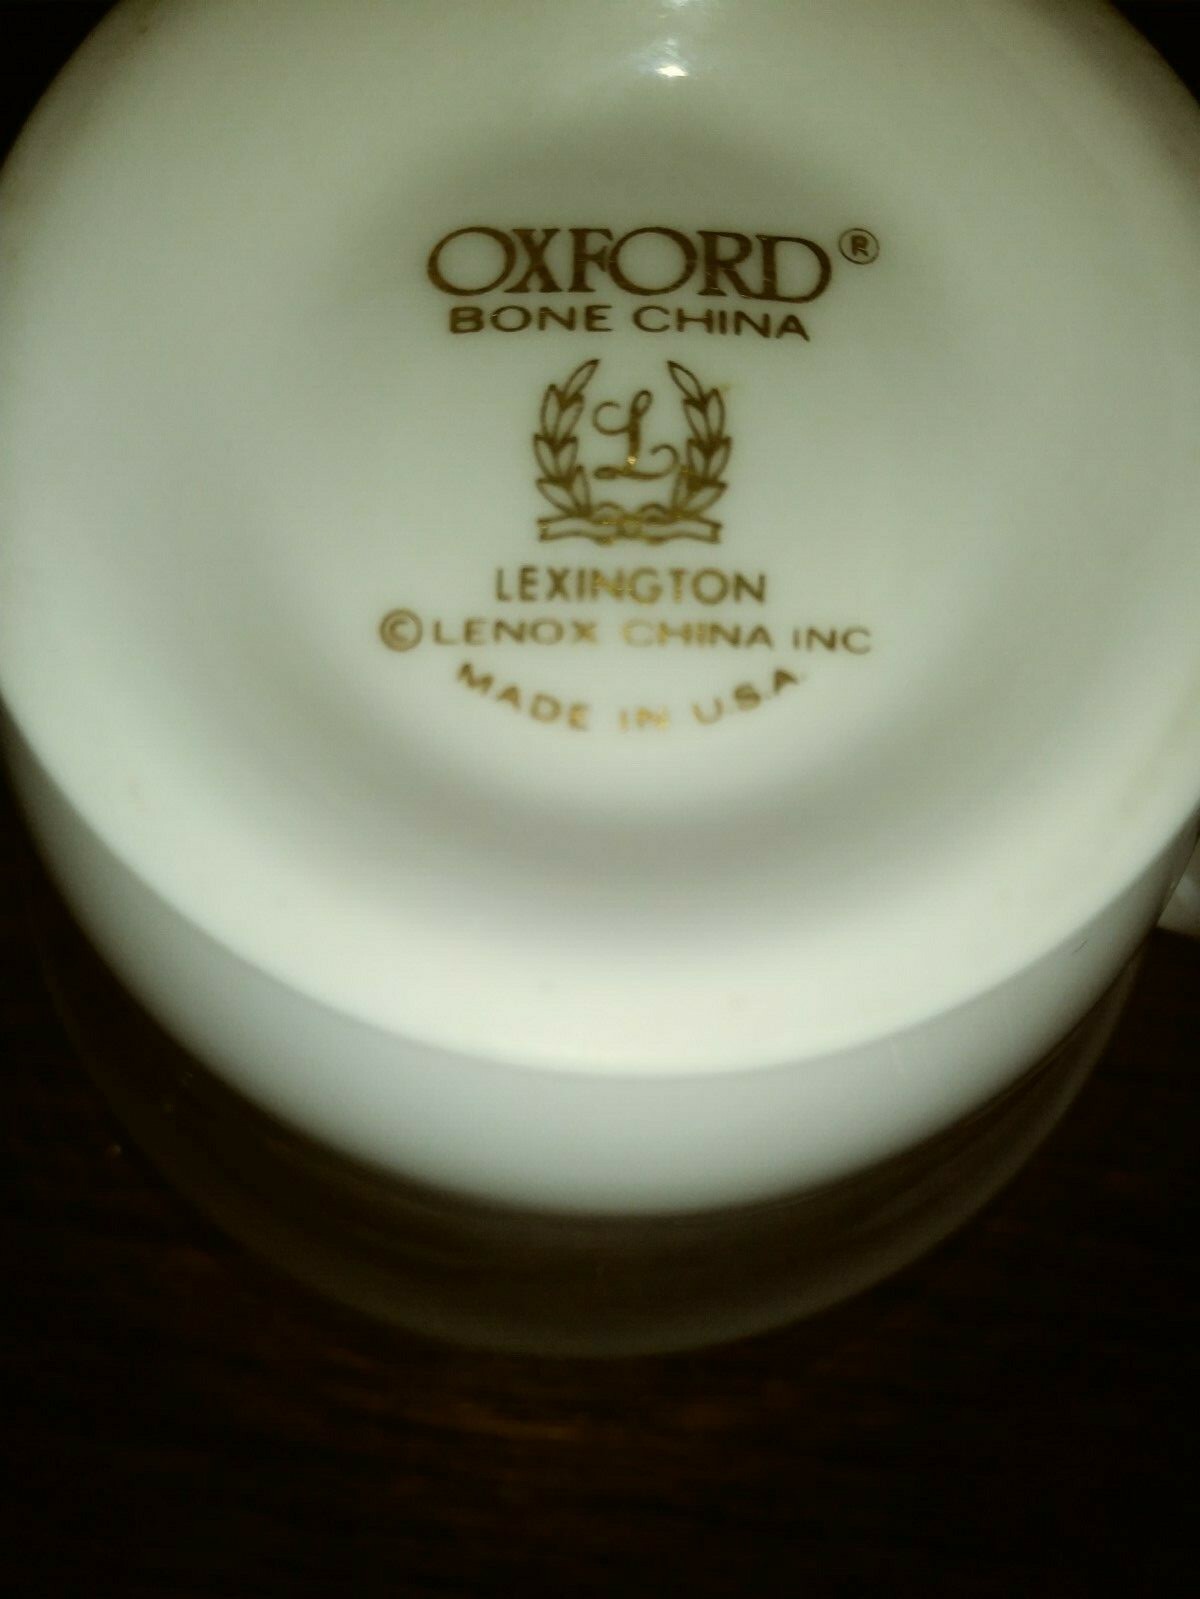 OXFORD®
BONE CHINA
L
LEXINGTON
© LENOX CHINA INC
MADE IN U.S.A.